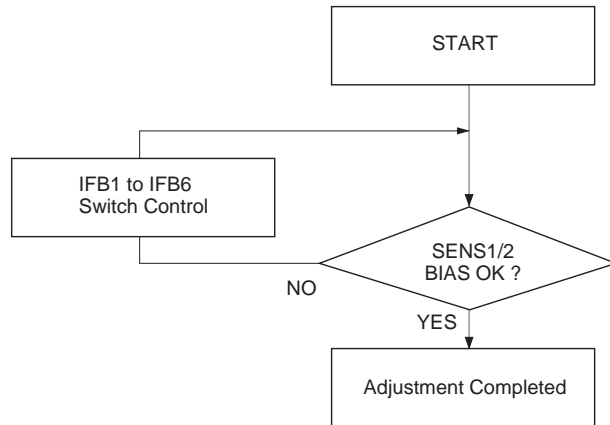 START
IFB1 to IFB6
Switch Control
SENS1/2
BIAS OK ?
NO
YES
Adjustment Completed